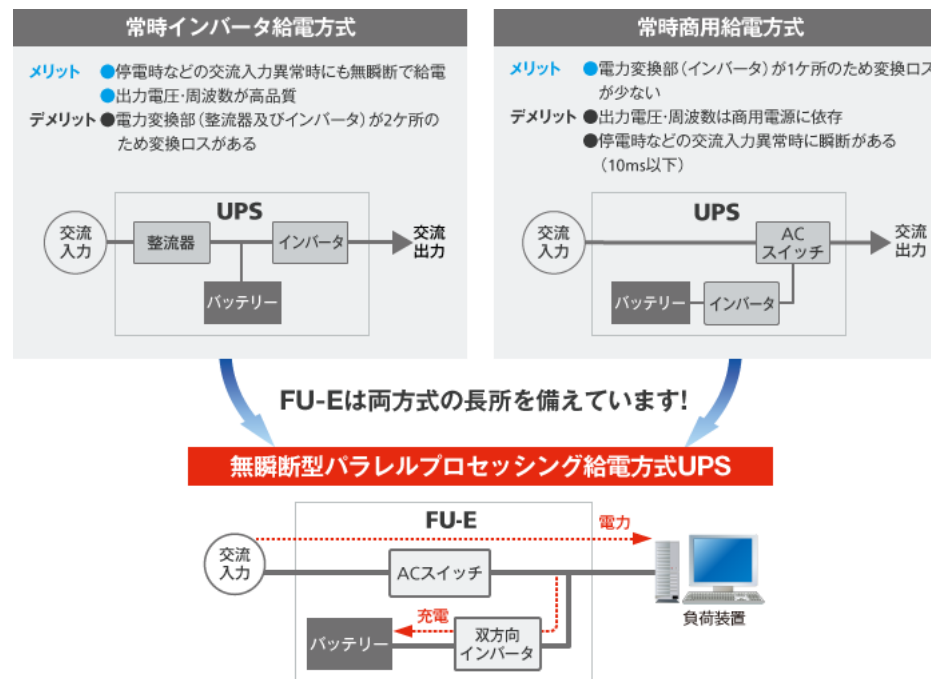 常時インバータ給電方式
メリット ●停電時などの交流入力異常時にも無瞬断で給電
●出力電圧・周波数が高品質
デメリット ●電力変換部(整流器及びインバータ)が2ケ所の
ため変換ロスがある
UPS
交流
入力
整流器
インバータ
交流
出力
バッテリー
常時商用給電方式
メリット ●電力変換部(インバータ)が1ケ所のため変換ロス
が少ない
デメリット ●出力電圧・周波数は商用電源に依存
●停電時などの交流入力異常時に瞬断がある
(10ms以下)
UPS
交流
入力
AC
スイッチ
交流
出力
バッテリー
インバータ
FU-Eは両方式の長所を備えています!
無瞬断型パラレルプロセッシング給電方式UPS
FU-E
電力
交流
入力
ACスイッチ
充電
バッテリー
双方向
インバータ
負荷装置